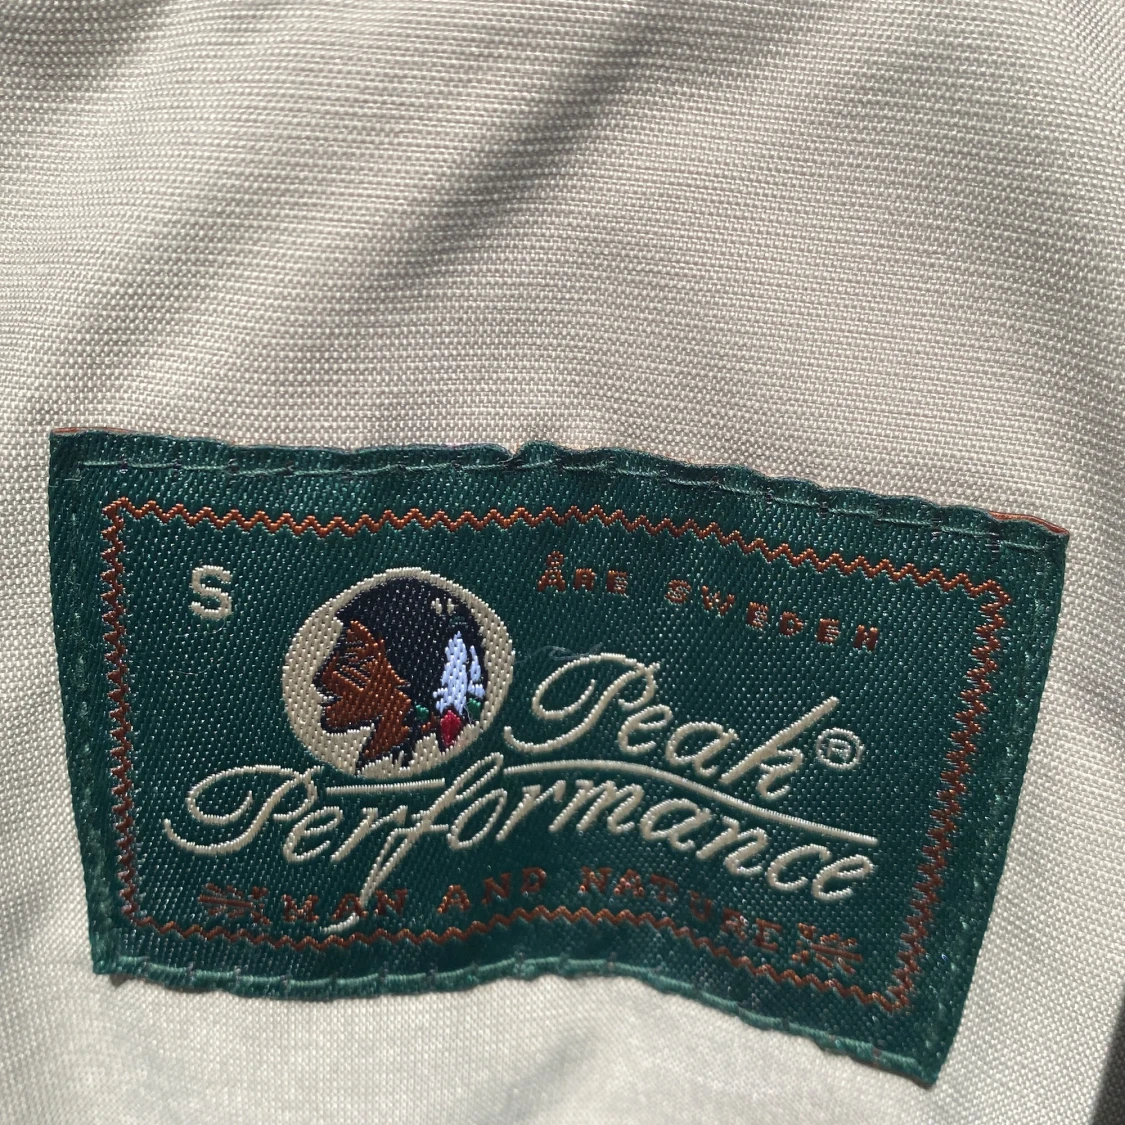 S
Åre Sweden
Peak®
Performance
MAN AND NATURE